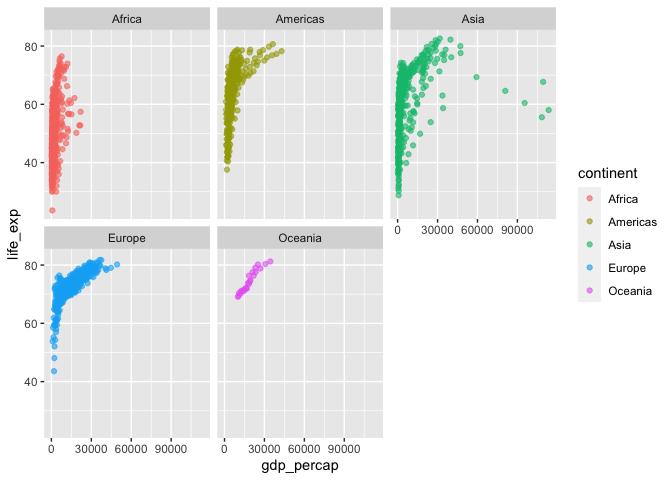 Africa Americas Asia
80
60
40
0 30000 60000 90000
life_exp
continent
Africa
Americas
Asia
Europe
Oceania
Europe Oceania
80
60
40
0 30000 60000 90000 0 30000 60000 90000
gdp_percap